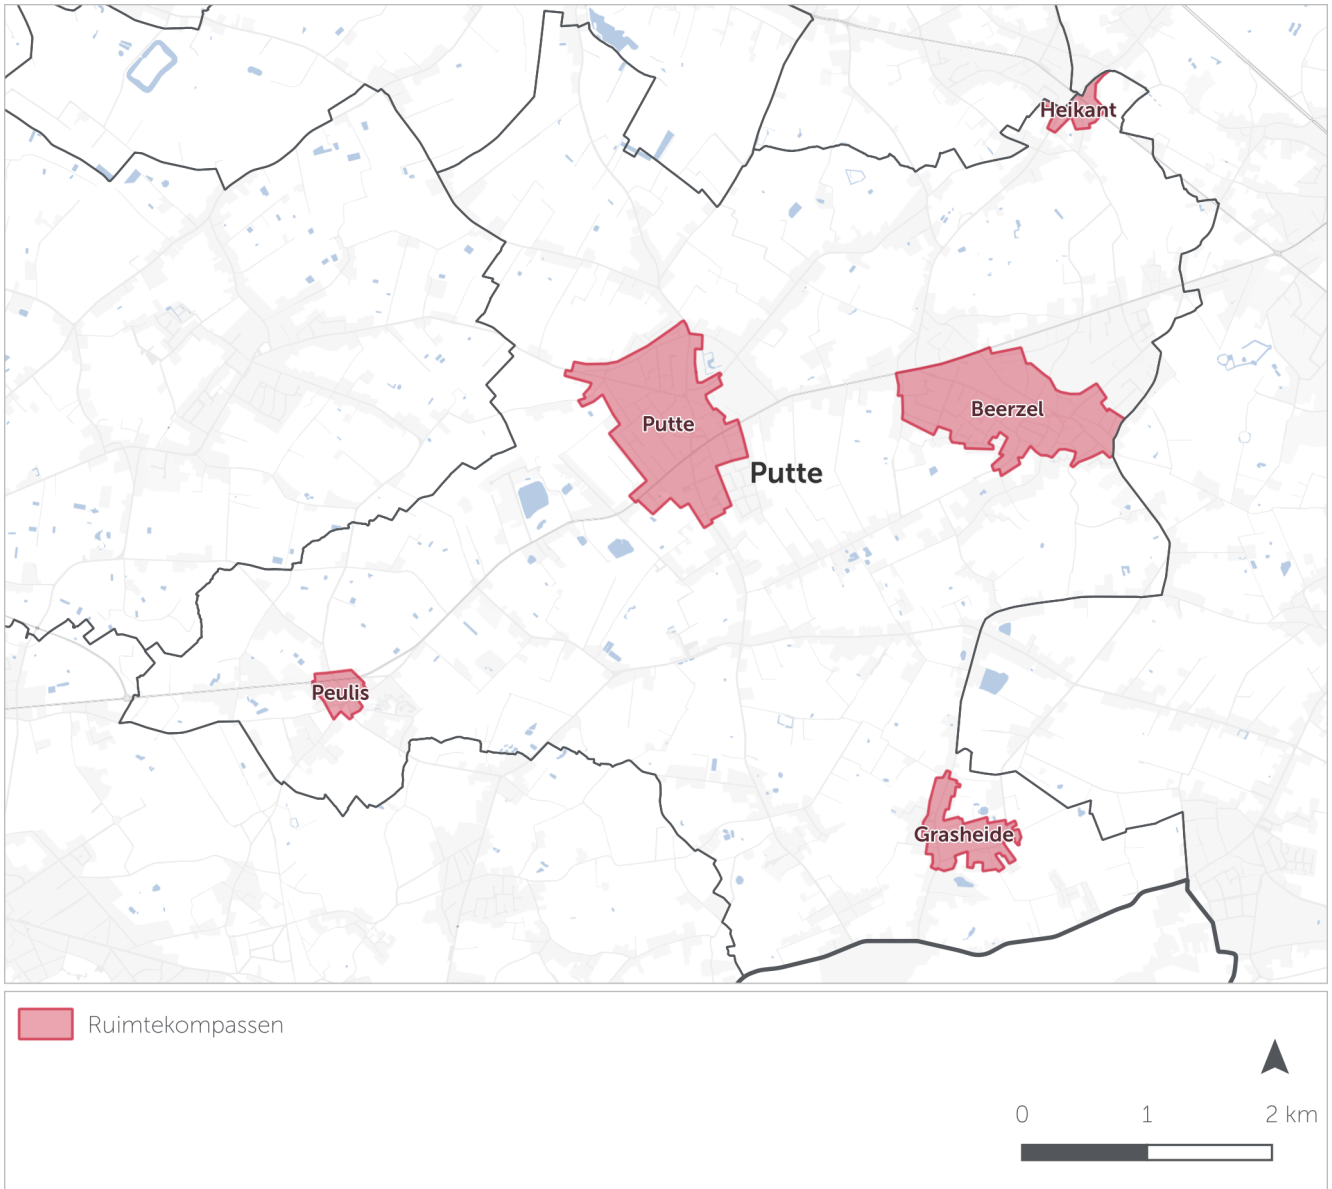 Heikant
Beerzel
Putte
Putte
Peulis
Grasheide
Ruimtekompassen
0 1 2 km